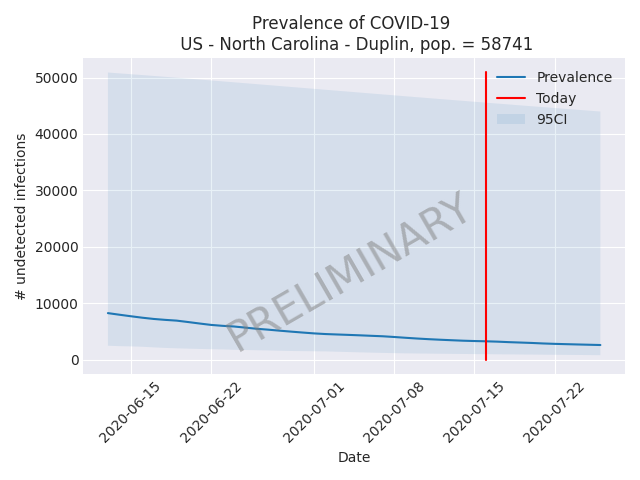 Prevalence of COVID-19
US - North Carolina - Duplin, pop. = 58741
Prevalence
Today
95CI
# undetected infections
50000
40000
30000
20000
10000
0
PRELIMINARY
2020-06-15
2020-06-22
2020-07-01
2020-07-08
2020-07-15
2020-07-22
Date